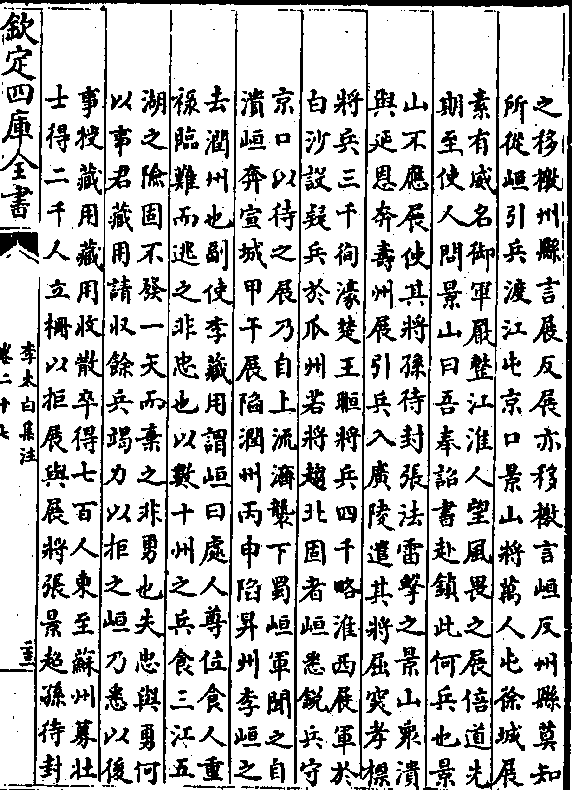 之移檄州縣言展反展亦移檄言峘反州縣莫知
所從峘引兵渡江屯京口景山將萬人屯徐城展
素有威名御軍嚴整江淮人望風畏之展倍道先
期至使人問景山曰吾奉詔書赴鎮此何兵也景
山不應展使其將孫待封張法雷擊之景山衆潰
與延恩奔壽州展引兵入廣陵遣其將屈突孝標
將兵三千徇濠楚王暅將兵四千略淮西展軍於
白沙設疑兵於瓜州若將趨北固者峘悉銳兵守
京口以待之展乃自上流濟襲下蜀峘軍聞之自
潰峘奔宣城甲午展陷潤州丙申陷昇州李峘之
去潤州也副使李藏用謂峘曰處人尊位食人重
祿臨難而逃之非忠也以數十州之兵食三江五
湖之險固不發一矢而棄之非勇也夫忠與勇何
以事君藏用請収餘兵竭力以拒之峘乃悉以後
事授藏用藏用收散卒得七百人東至蘇州募壮
士得二千人立柵以拒展與展將張景超孫待封
欽定四庫全書
李太白集注
卷二十七